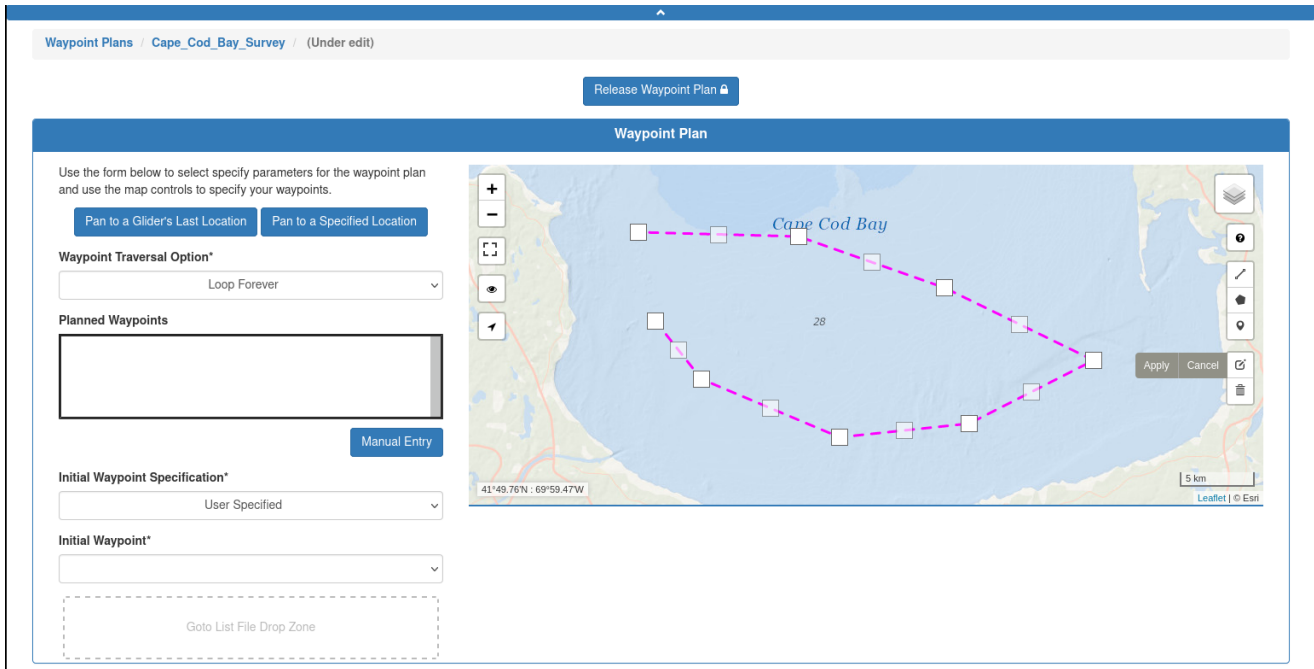 Waypoint Plans / Cape_Cod_Bay_Survey / (Under edit)
Release Waypoint Plan
Waypoint Plan
Use the form below to select specify parameters for the waypoint plan
and use the map controls to specify your waypoints.
Pan to a Glider's Last Location
Pan to a Specified Location
Waypoint Traversal Option*
Loop Forever
Planned Waypoints
Manual Entry
Initial Waypoint Specification*
User Specified
Initial Waypoint*
Goto List File Drop Zone
+
−
Cape Cod Bay
28
Apply Cancel
41°49.76'N : 69°59.47'W
5 km
Leaflet | © Esri